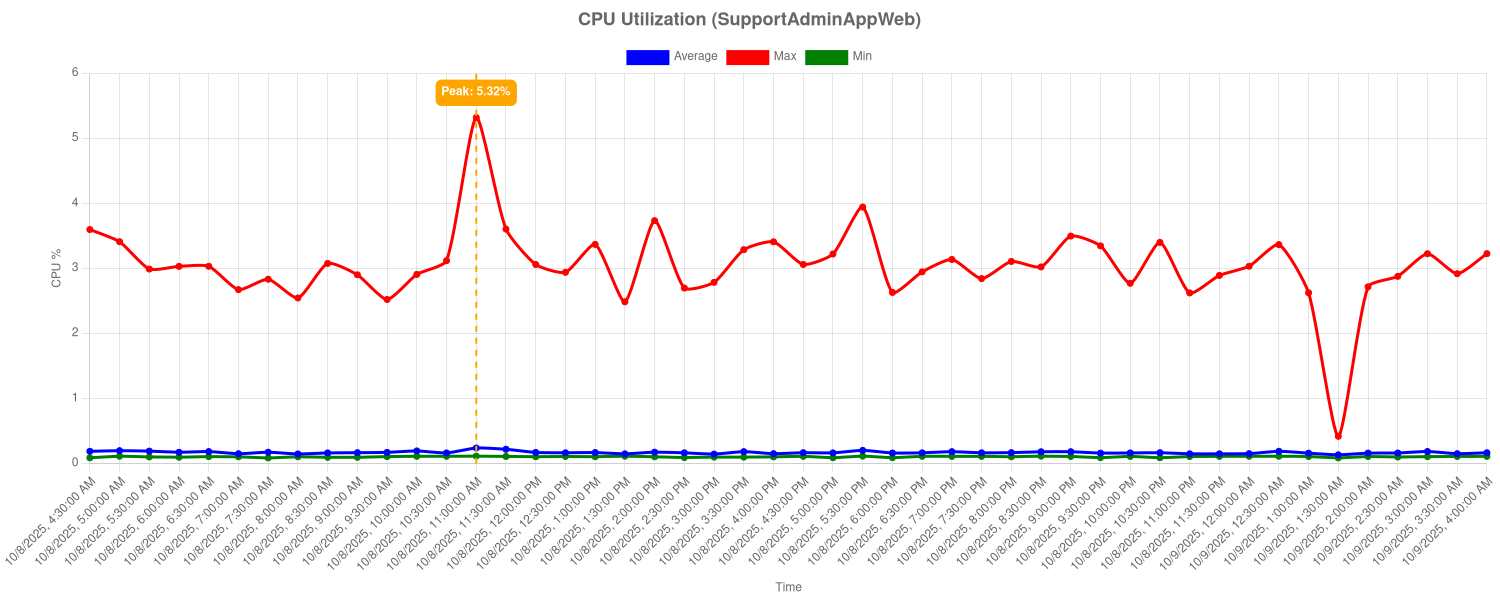 CPU Utilization (SupportAdminAppWeb)
Average
Max
Min
Peak: 5.32%
6
5
4
3
2
1
0
CPU %
10/8/2025, 4:30:00 AM
10/8/2025, 5:00:00 AM
10/8/2025, 5:30:00 AM
10/8/2025, 6:00:00 AM
10/8/2025, 6:30:00 AM
10/8/2025, 7:00:00 AM
10/8/2025, 7:30:00 AM
10/8/2025, 8:00:00 AM
10/8/2025, 8:30:00 AM
10/8/2025, 9:00:00 AM
10/8/2025, 9:30:00 AM
10/8/2025, 10:00:00 AM
10/8/2025, 10:30:00 AM
10/8/2025, 11:00:00 AM
10/8/2025, 11:30:00 AM
10/8/2025, 12:00:00 PM
10/8/2025, 12:30:00 PM
10/8/2025, 1:00:00 PM
10/8/2025, 1:30:00 PM
10/8/2025, 2:00:00 PM
10/8/2025, 2:30:00 PM
10/8/2025, 3:00:00 PM
10/8/2025, 3:30:00 PM
10/8/2025, 4:00:00 PM
10/8/2025, 4:30:00 PM
10/8/2025, 5:00:00 PM
10/8/2025, 5:30:00 PM
10/8/2025, 6:00:00 PM
10/8/2025, 6:30:00 PM
10/8/2025, 7:00:00 PM
10/8/2025, 7:30:00 PM
10/8/2025, 8:00:00 PM
10/8/2025, 8:30:00 PM
10/8/2025, 9:00:00 PM
10/8/2025, 9:30:00 PM
10/8/2025, 10:00:00 PM
10/8/2025, 10:30:00 PM
10/8/2025, 11:00:00 PM
10/8/2025, 11:30:00 PM
10/9/2025, 12:00:00 AM
10/9/2025, 12:30:00 AM
10/9/2025, 1:00:00 AM
10/9/2025, 1:30:00 AM
10/9/2025, 2:00:00 AM
10/9/2025, 2:30:00 AM
10/9/2025, 3:00:00 AM
10/9/2025, 3:30:00 AM
10/9/2025, 4:00:00 AM
Time